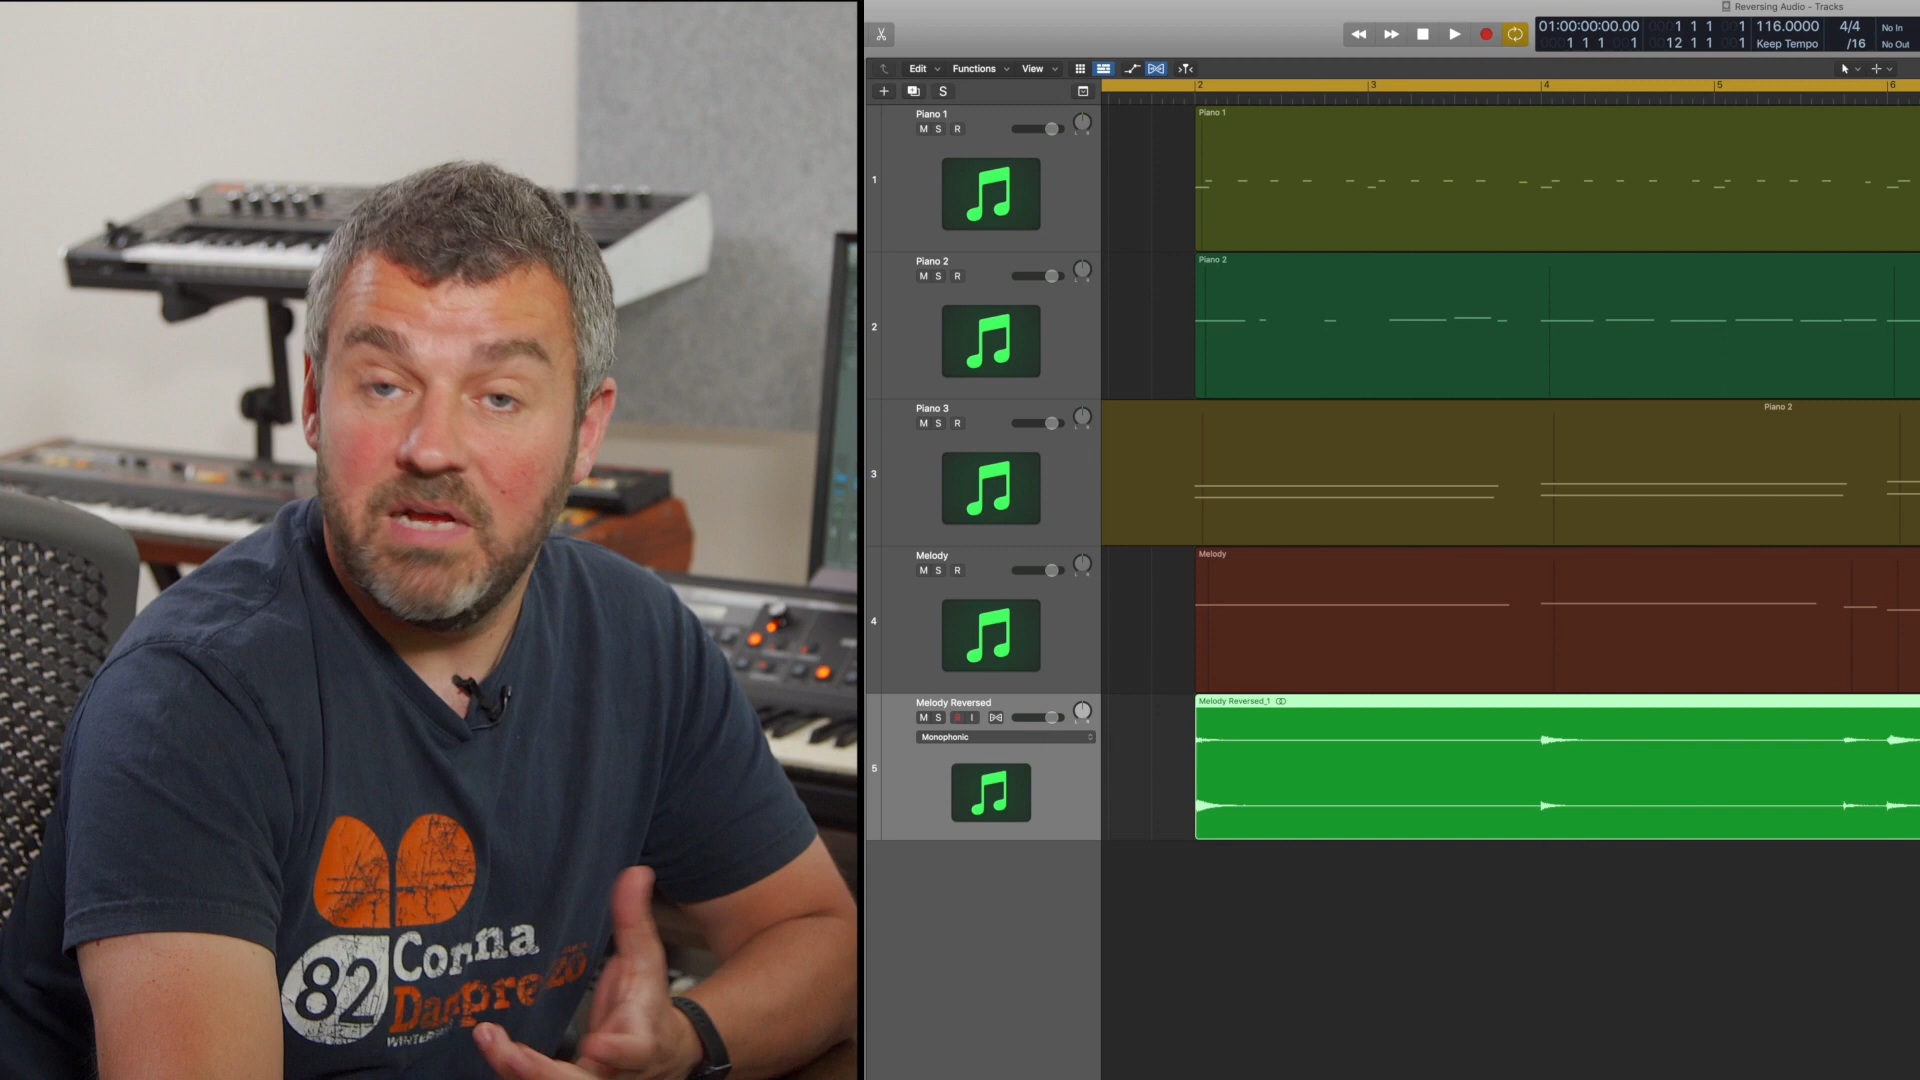 Reversing Audio - Tracks
01:00:00:00.00
1 1 1 1
116.0000
4/4
No In
1 1 1 1
12 1 1 1
Keep Tempo
/16
No Out
Edit
Functions
View
S
2
3
4
5
6
Piano 1
M S R
L R
1
Piano 1
Piano 2
M S R
L R
2
Piano 2
Piano 3
M S R
L R
3
Piano 2
Melody
M S R
L R
4
Melody
Melody Reversed
M S R I
L R
Monophonic
5
Melody Reversed_1
82